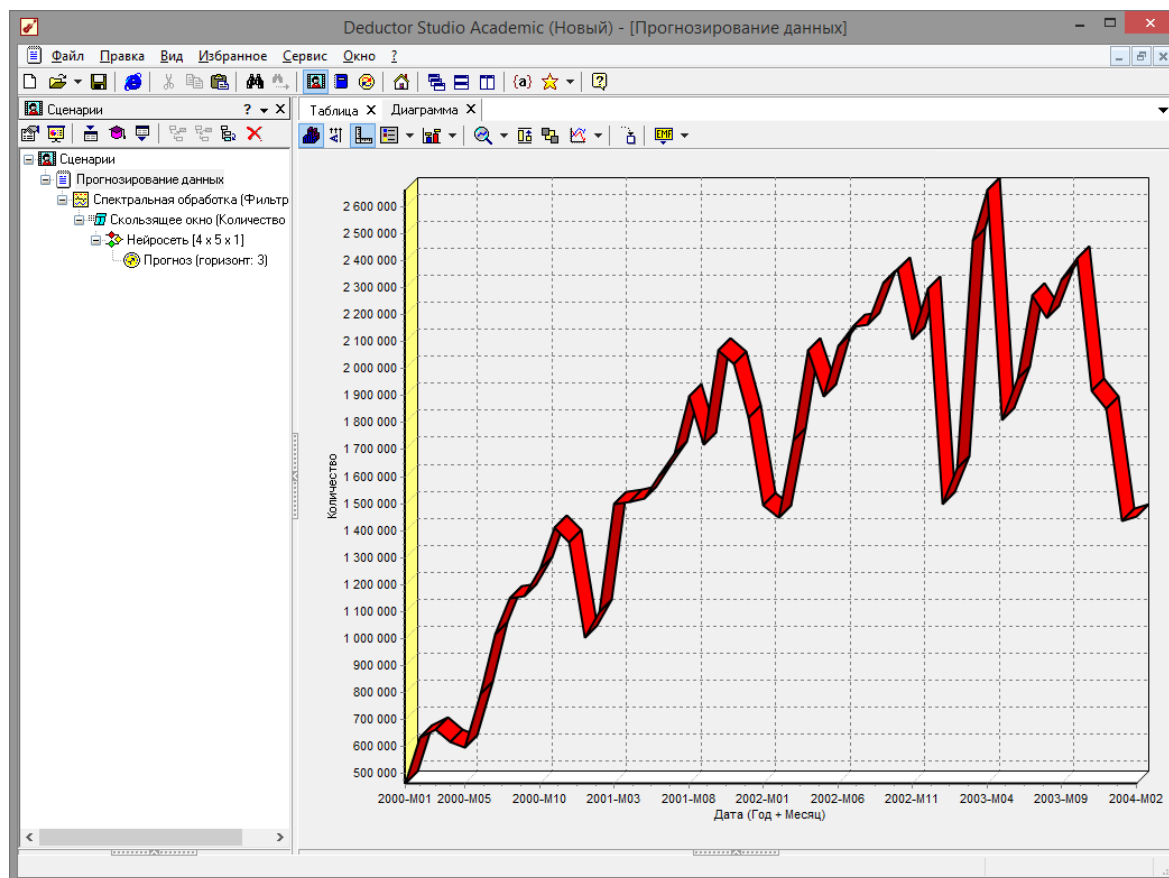 Deductor Studio Academic (Новый) - [Прогнозирование данных]
Файл Правка Вид Избранное Сервис Окно ?
{a}
Сценарии ?
Таблица X Диаграмма X
EMF
Сценарии
Прогнозирование данных
Спектральная обработка (Фильтр
Скользящее окно (Количество
Нейросеть [4 x 5 x 1]
Прогноз (горизонт: 3)
2 600 000
2 500 000
2 400 000
2 300 000
2 200 000
2 100 000
2 000 000
1 900 000
1 800 000
1 700 000
1 600 000
1 500 000
1 400 000
1 300 000
1 200 000
1 100 000
1 000 000
900 000
800 000
700 000
600 000
500 000
Количество
2000-M01 2000-M05 2000-M10 2001-M03 2001-M08 2002-M01 2002-M06 2002-M11 2003-M04 2003-M09 2004-M02
Дата (Год + Месяц)